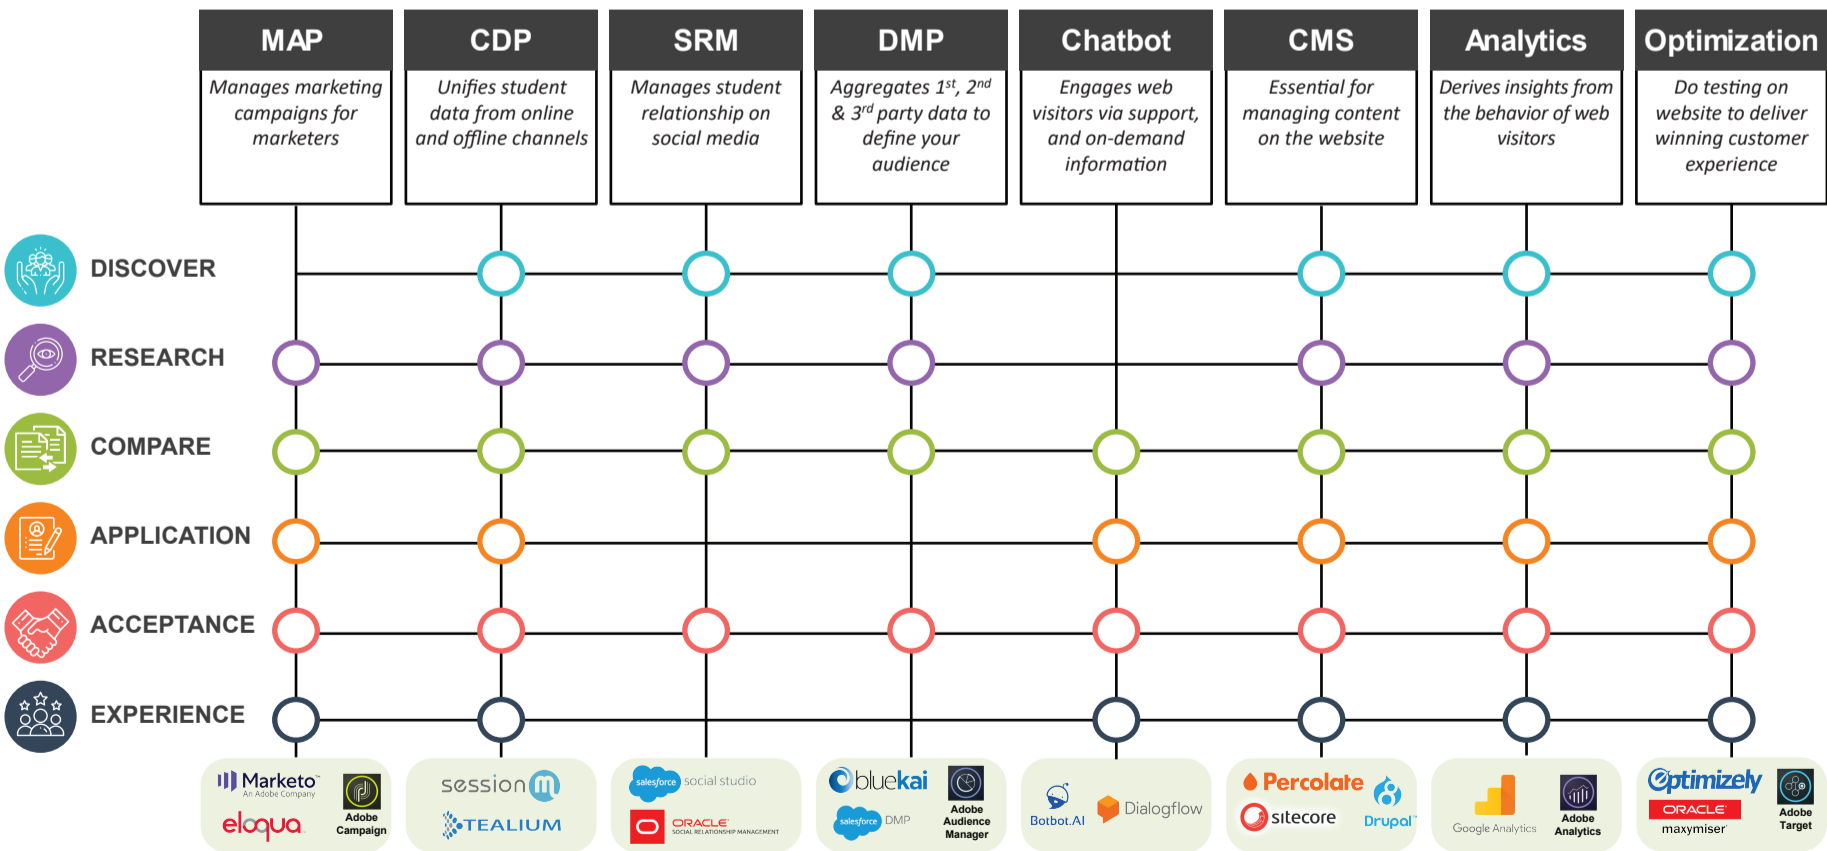 MAP
Manages marketing
campaigns for
marketers
CDP
Unifies student
data from online
and offline channels
SRM
Manages student
relationship on
social media
DMP
Aggregates 1st, 2nd
& 3rd party data to
define your
audience
Chatbot
Engages web
visitors via support,
and on-demand
information
CMS
Essential for
managing content
on the website
Analytics
Derives insights from
the behavior of web
visitors
Optimization
Do testing on
website to deliver
winning customer
experience
DISCOVER
RESEARCH
COMPARE
APPLICATION
ACCEPTANCE
EXPERIENCE
Marketo™
An Adobe Company
eloqua
Adobe
Campaign
session m
TEALIUM
salesforce social studio
ORACLE
SOCIAL RELATIONSHIP MANAGEMENT
bluekai
salesforce DMP
Adobe
Audience
Manager
Botbot.AI
Dialogflow
Percolate
sitecore
Drupal™
Google Analytics
Adobe
Analytics
Optimizely
ORACLE
maxymiser
Adobe
Target